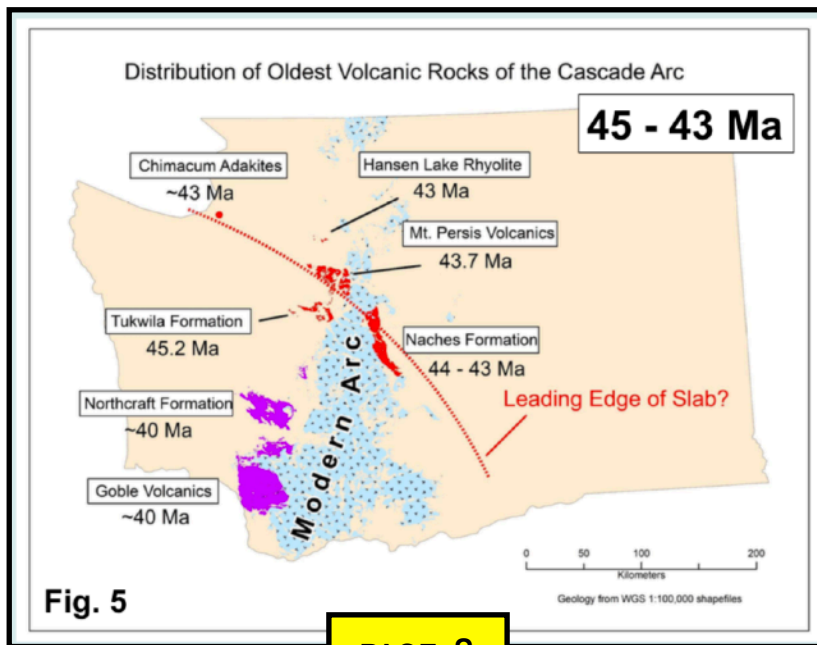 Distribution of Oldest Volcanic Rocks of the Cascade Arc
45 - 43 Ma
Chimacum Adakites
~43 Ma
Hansen Lake Rhyolite
43 Ma
Mt. Persis Volcanics
43.7 Ma
Tukwila Formation
45.2 Ma
Naches Formation
44 - 43 Ma
Modern Arc
Northcraft Formation
~40 Ma
Leading Edge of Slab?
Goble Volcanics
~40 Ma
0 50 100 200
Kilometers
Fig. 5
Geology from WGS 1:100,000 shapefiles